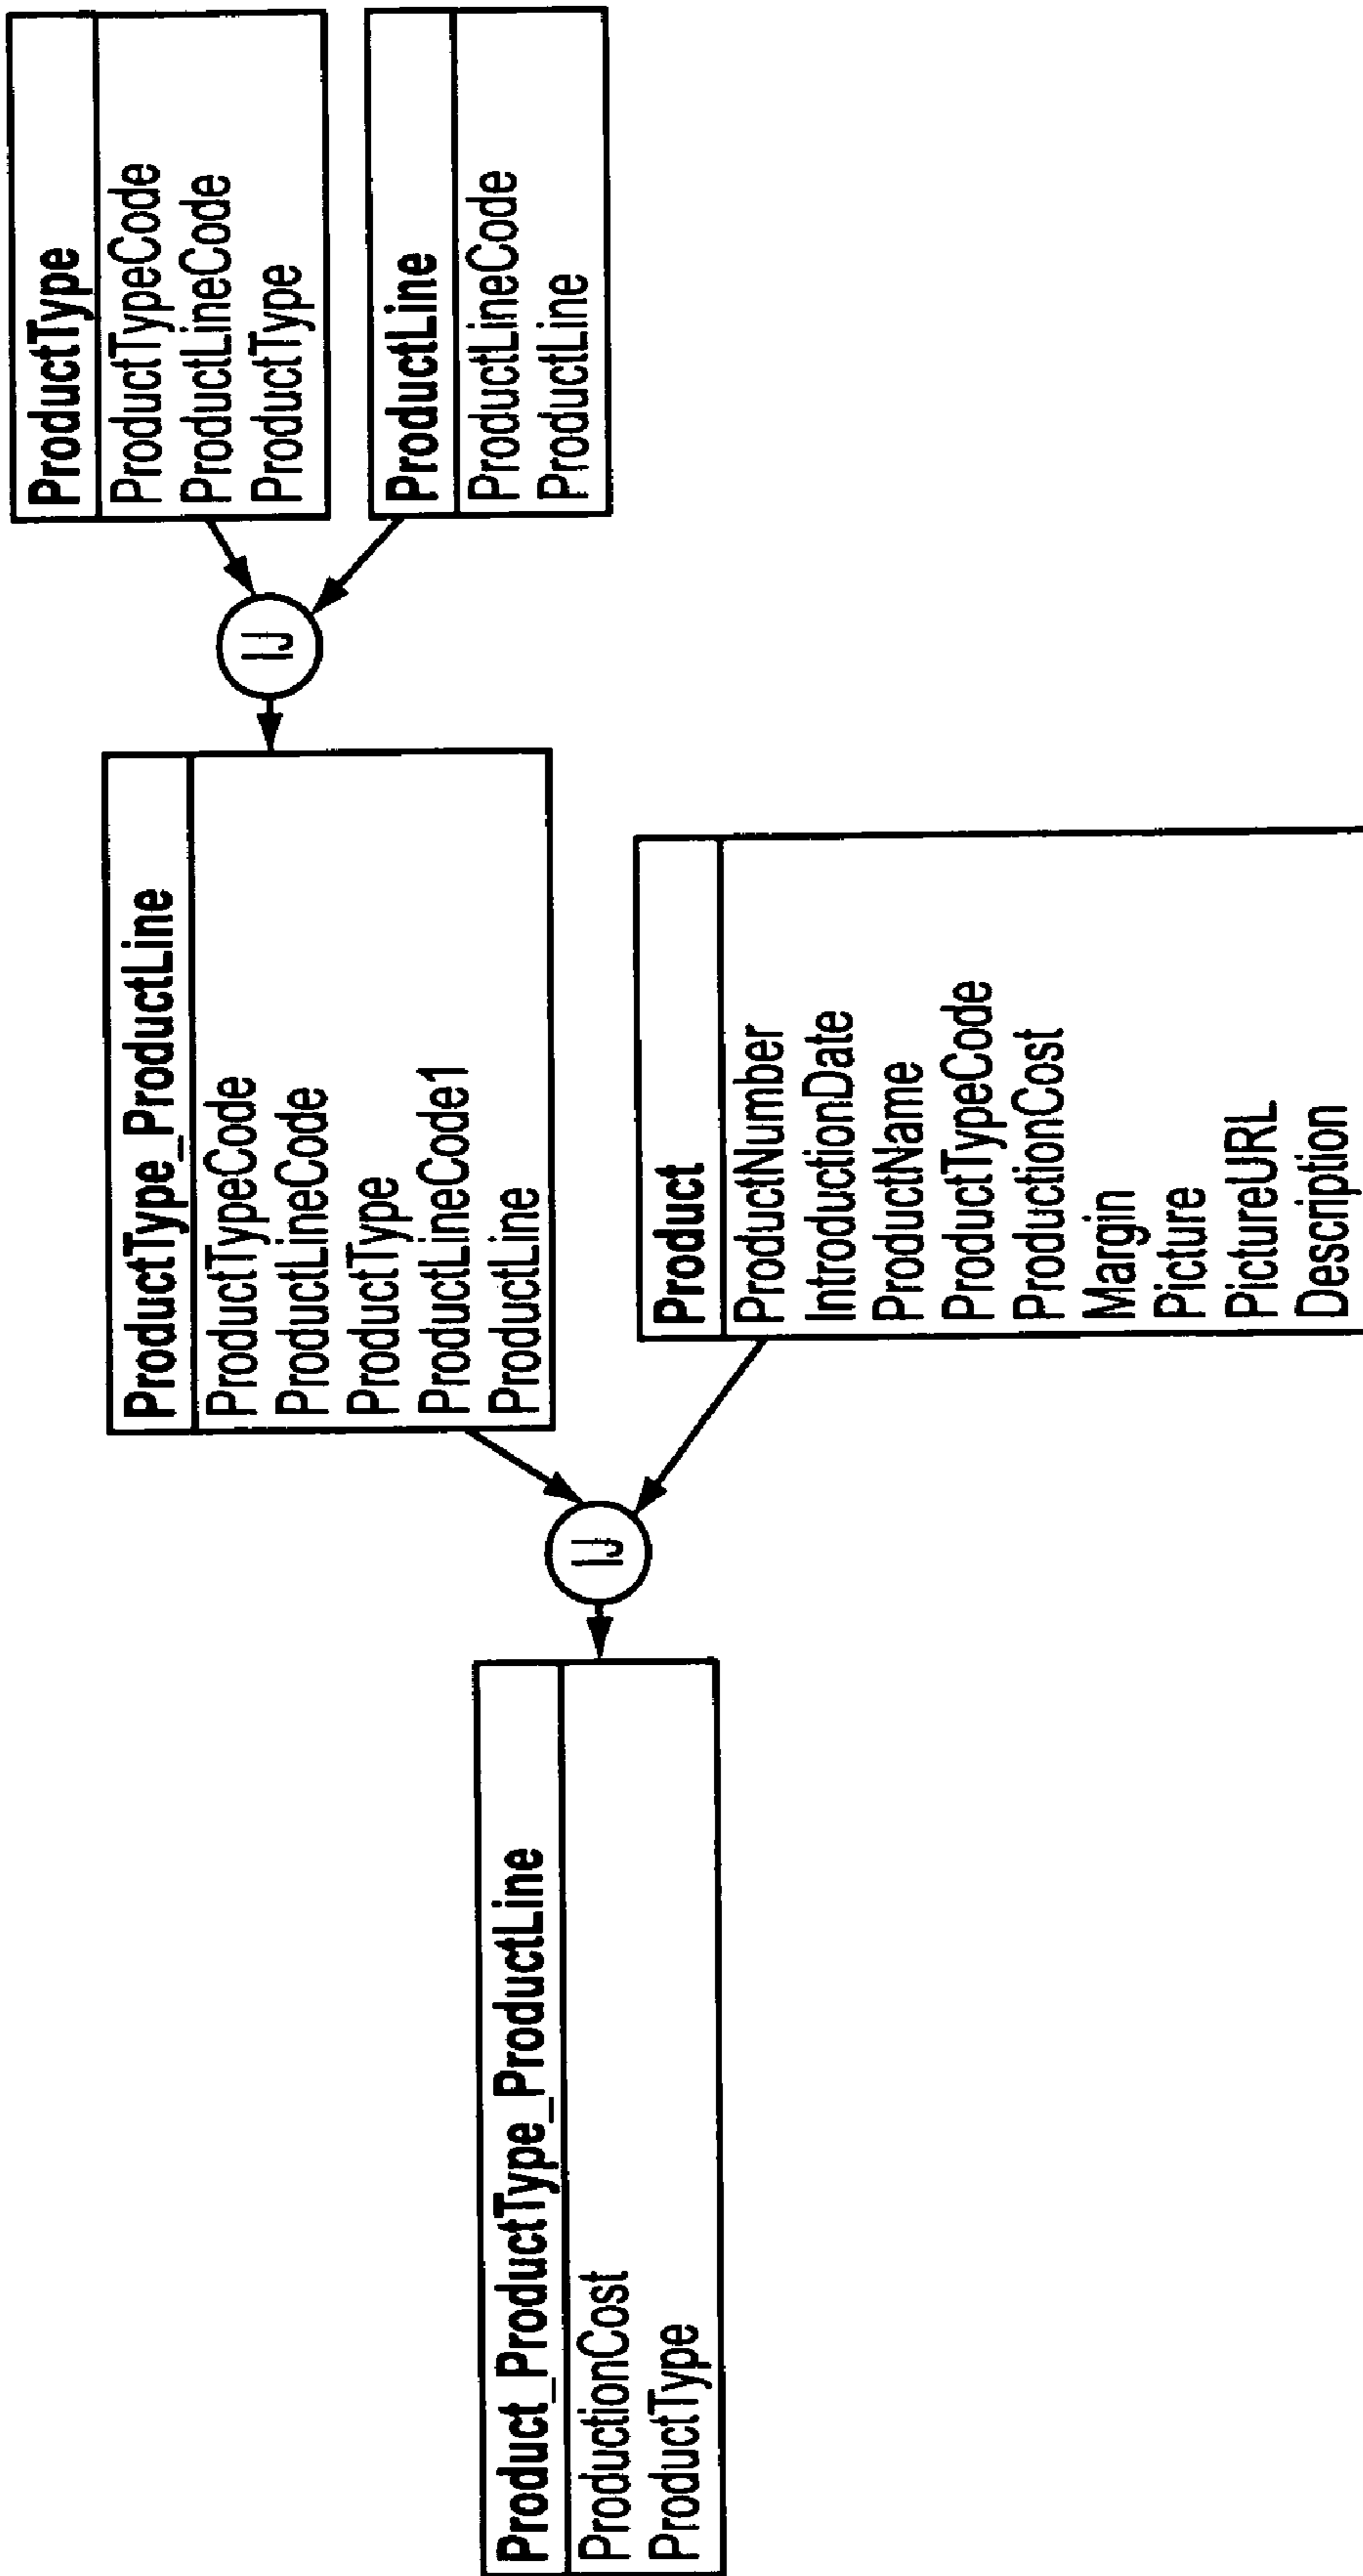 Product_ProductType_ProductLine
ProductionCost
ProductType
IJ
ProductType_ProductLine
ProductTypeCode
ProductLineCode
ProductType
ProductLineCode1
ProductLine
Product
ProductNumber
IntroductionDate
ProductName
ProductTypeCode
ProductionCost
Margin
Picture
PictureURL
Description
IJ
ProductType
ProductTypeCode
ProductLineCode
ProductType
ProductLine
ProductLineCode
ProductLine